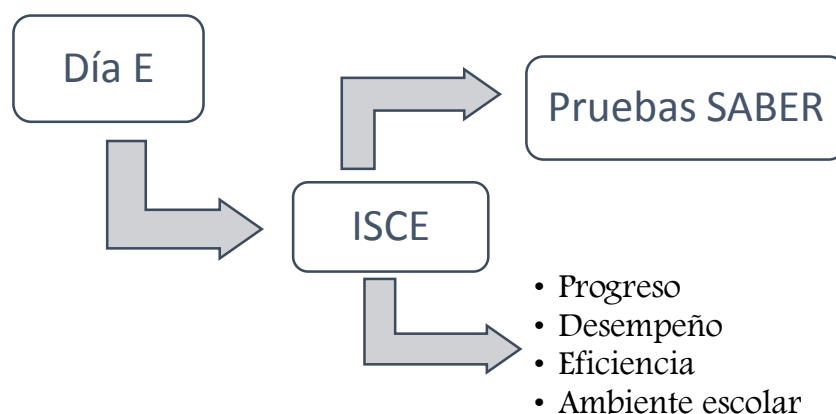 Día E
Pruebas SABER
ISCE
• Progreso
• Desempeño
• Eficiencia
• Ambiente escolar